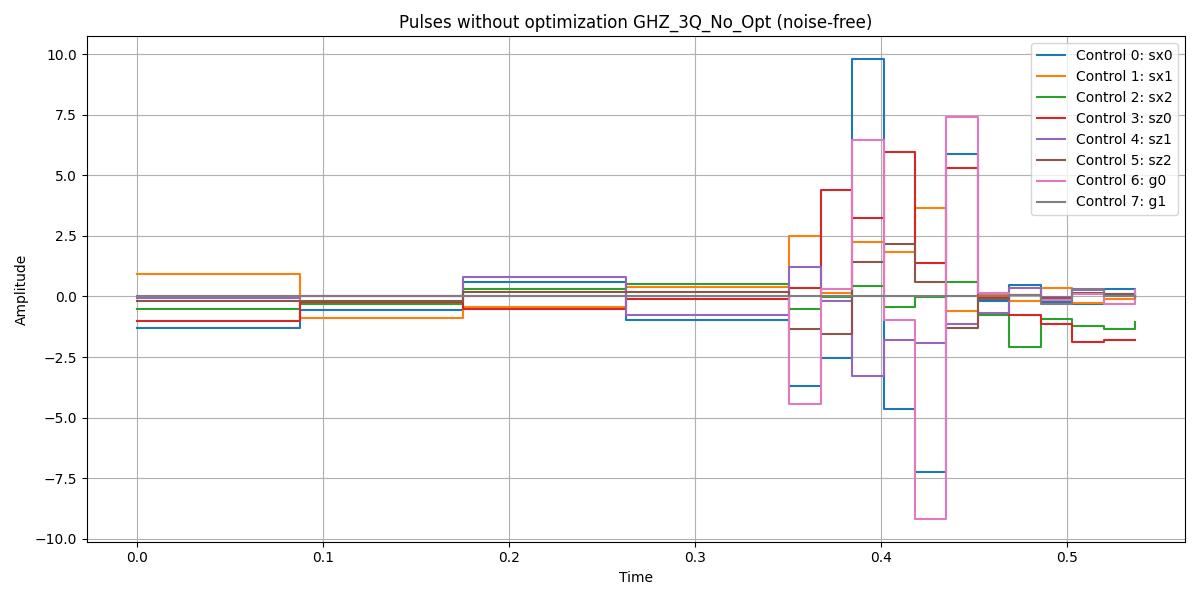 Pulses without optimization GHZ_3Q_No_Opt (noise-free)
Amplitude
10.0
7.5
5.0
2.5
0.0
−2.5
−5.0
−7.5
−10.0
Control 0: sx0
Control 1: sx1
Control 2: sx2
Control 3: sz0
Control 4: sz1
Control 5: sz2
Control 6: g0
Control 7: g1
0.0 0.1 0.2 0.3 0.4 0.5
Time